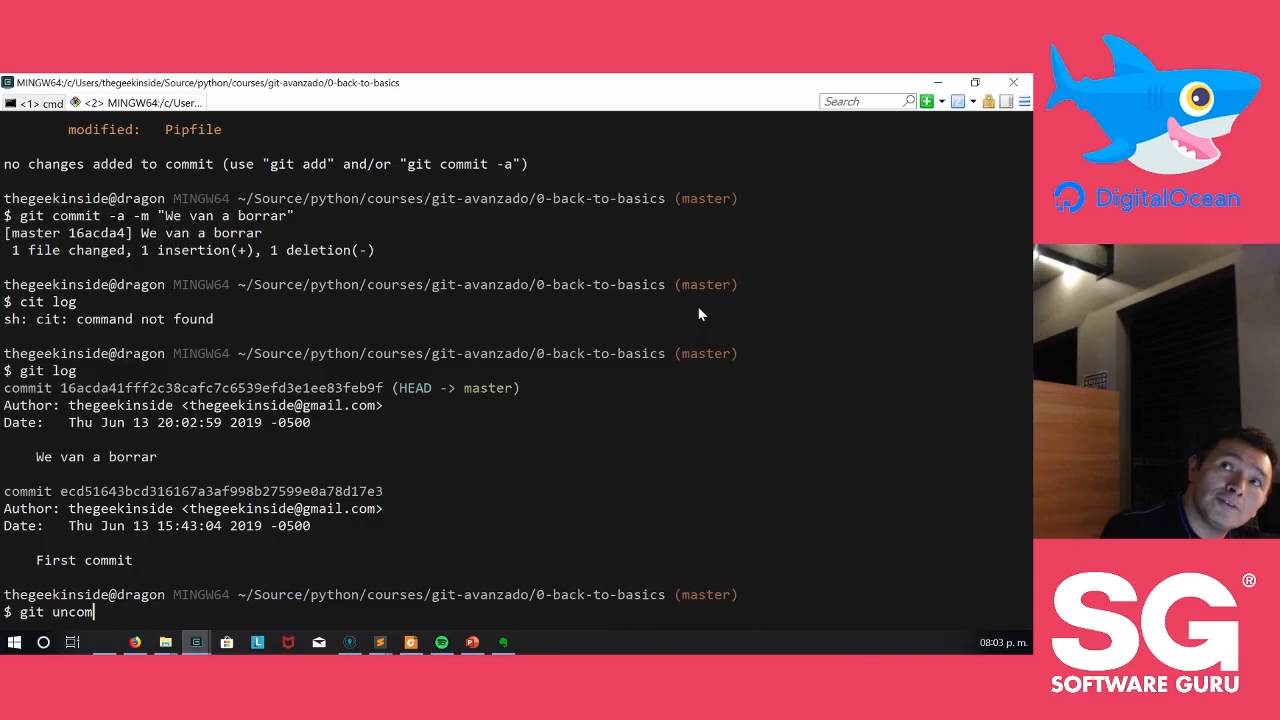 MINGW64:/c/Users/thegeekinside/Source/python/courses/git-avanzado/0-back-to-basics
<1> cmd
<2> MINGW64:/c/User...
Search
modified:   Pipfile
no changes added to commit (use "git add" and/or "git commit -a")
thegeekinside@dragon MINGW64 ~/Source/python/courses/git-avanzado/0-back-to-basics (master)
$ git commit -a -m "We van a borrar"
[master 16acda4] We van a borrar
1 file changed, 1 insertion(+), 1 deletion(-)
thegeekinside@dragon MINGW64 ~/Source/python/courses/git-avanzado/0-back-to-basics (master)
$ cit log
sh: cit: command not found
thegeekinside@dragon MINGW64 ~/Source/python/courses/git-avanzado/0-back-to-basics (master)
$ git log
commit 16acda41fff2c38cafc7c6539efd3e1ee83feb9f (HEAD -> master)
Author: thegeekinside <thegeekinside@gmail.com>
Date:   Thu Jun 13 20:02:59 2019 -0500
We van a borrar
commit ecd51643bcd316167a3af998b27599e0a78d17e3
Author: thegeekinside <thegeekinside@gmail.com>
Date:   Thu Jun 13 15:43:04 2019 -0500
First commit
thegeekinside@dragon MINGW64 ~/Source/python/courses/git-avanzado/0-back-to-basics (master)
$ git uncom
08:03 p. m.
DigitalOcean
SG®
SOFTWARE GURU